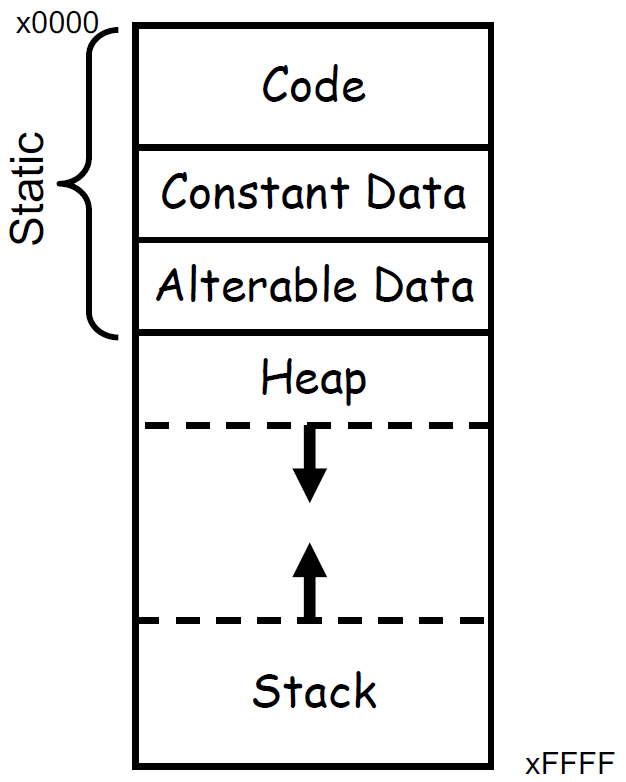 x0000
Static
Code
Constant Data
Alterable Data
Heap
Stack
xFFFF